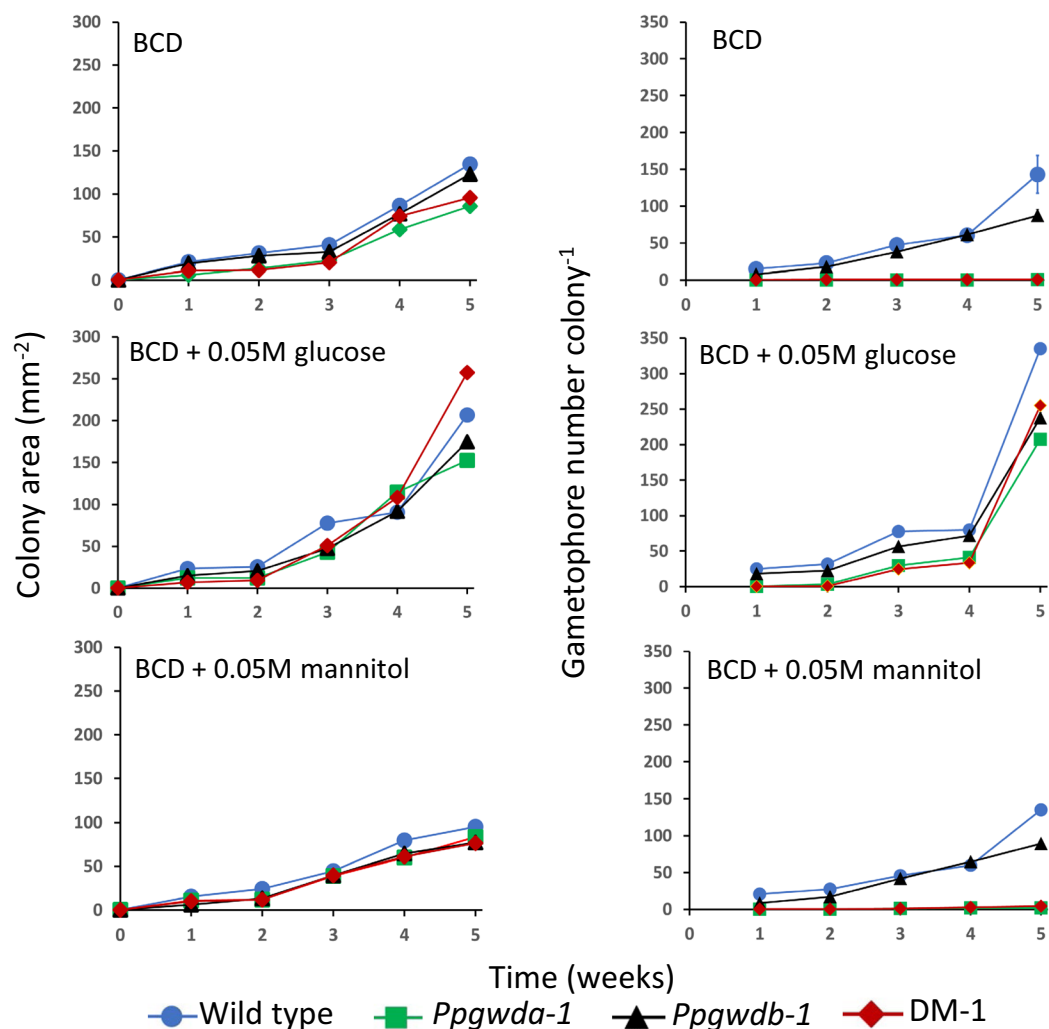 BCD
300
250
200
150
100
50
0
0 1 2 3 4 5
BCD
350
300
250
200
150
100
50
0
0 1 2 3 4 5
Colony area (mm⁻²)
Gametophore number colony⁻¹
BCD + 0.05M glucose
300
250
200
150
100
50
0
0 1 2 3 4 5
BCD + 0.05M glucose
350
300
250
200
150
100
50
0
0 1 2 3 4 5
BCD + 0.05M mannitol
300
250
200
150
100
50
0
0 1 2 3 4 5
BCD + 0.05M mannitol
350
300
250
200
150
100
50
0
0 1 2 3 4 5
Time (weeks)
Wild type Ppgwda-1 Ppgwdb-1 DM-1